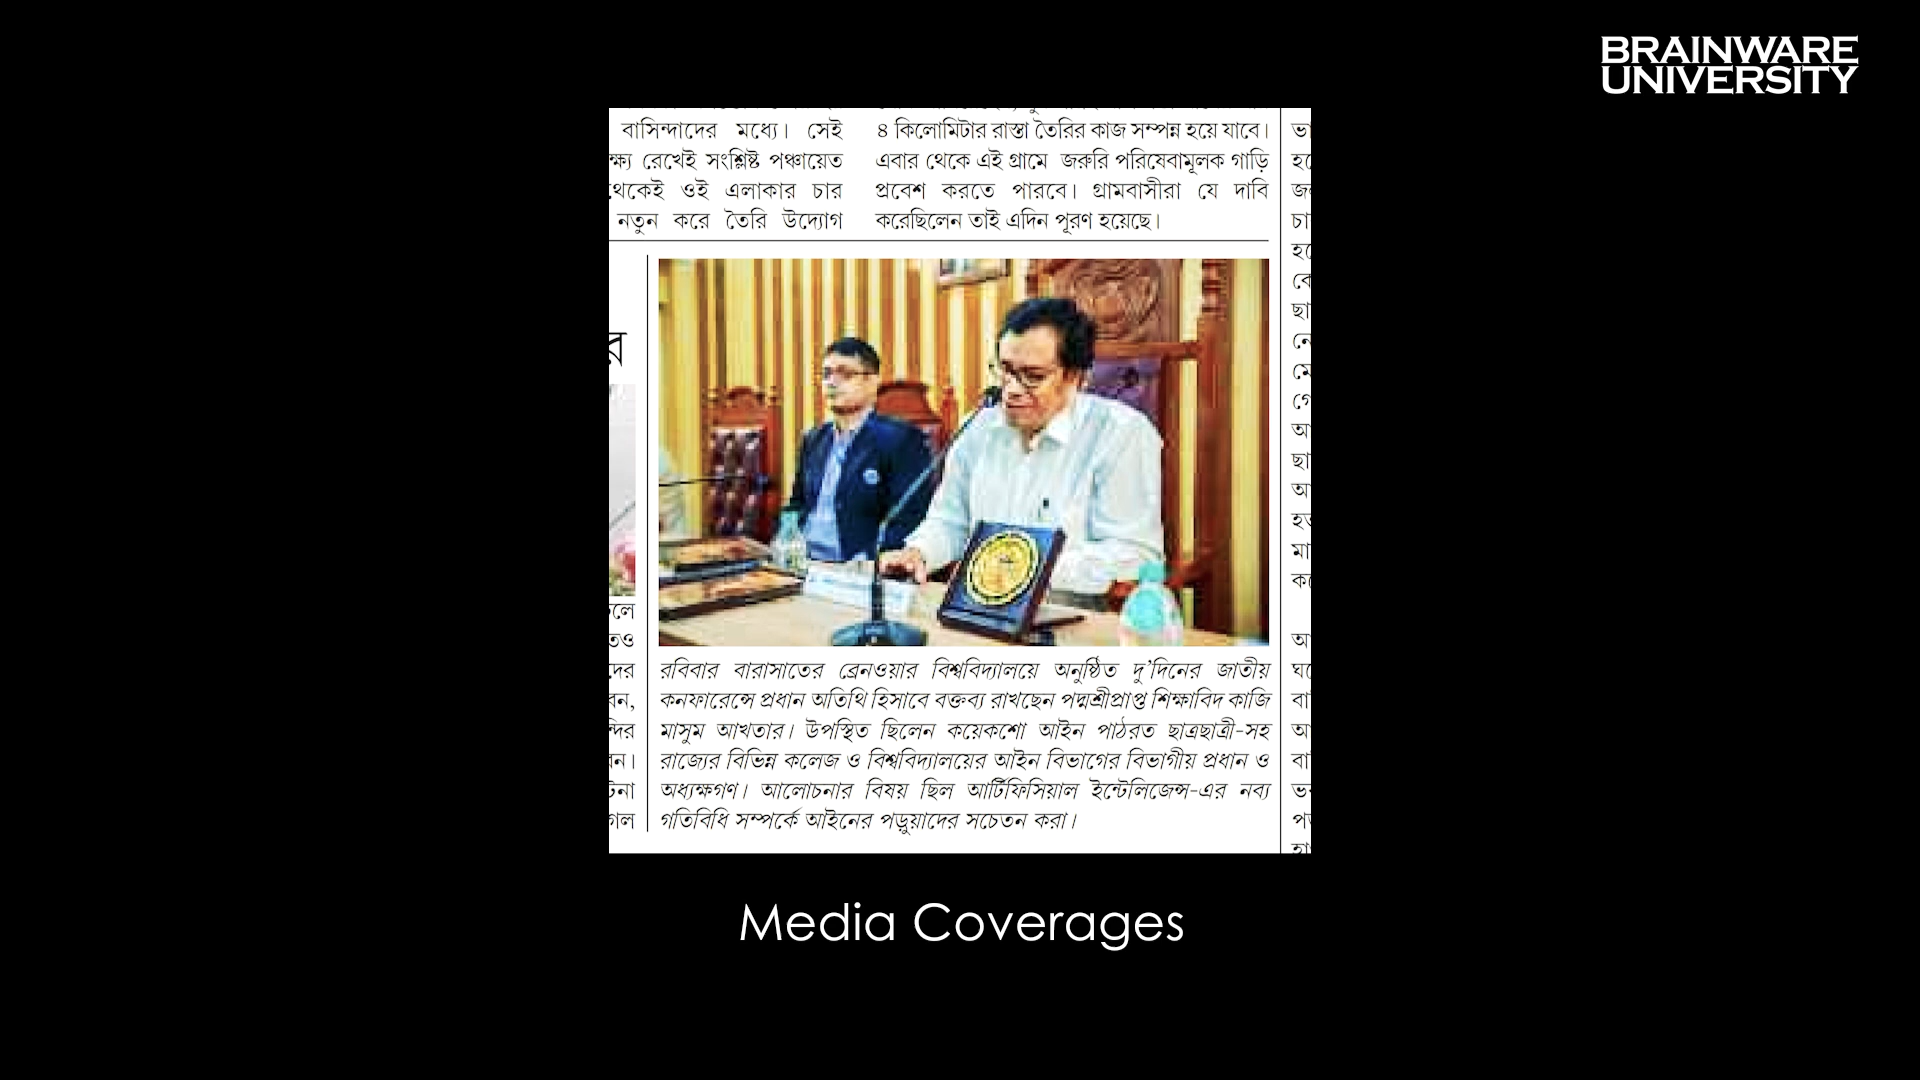 BRAINWARE
UNIVERSITY
বাসিন্দাদের মধ্যে। সেই
রেখেই সংশ্লিষ্ট পঞ্চায়েত
থেকেই ওই এলাকার চার
নতুন করে তৈরি উদ্যোগ
৪ কিলোমিটার রাস্তা তৈরির কাজ সম্পন্ন হয়ে যাবে।
এবার থেকে এই গ্রামে জরুরি পরিষেবামূলক গাড়ি
প্রবেশ করতে পারবে। গ্রামবাসীরা যে দাবি
করেছিলেন তাই এদিন পূরণ হয়েছে।
রবিবার বারাসাতের ব্রেনওয়ার বিশ্ববিদ্যালয়ে অনুষ্ঠিত দু'দিনের জাতীয়
কনফারেন্সে প্রধান অতিথি হিসাবে বক্তব্য রাখছেন পদ্মশ্রীপ্রাপ্ত শিক্ষাবিদ কাজি
মাসুম আখতার। উপস্থিত ছিলেন কয়েকশো আইন পাঠরত ছাত্রছাত্রী-সহ
রাজ্যের বিভিন্ন কলেজ ও বিশ্ববিদ্যালয়ের আইন বিভাগের বিভাগীয় প্রধান ও
অধ্যক্ষগণ। আলোচনার বিষয় ছিল আর্টিফিসিয়াল ইন্টেলিজেন্স-এর নব্য
গতিবিধি সম্পর্কে আইনের পড়ুয়াদের সচেতন করা।
Media Coverages